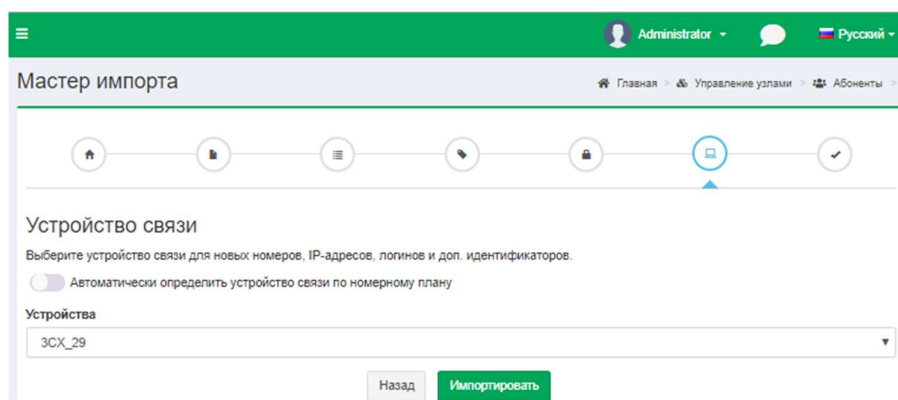 Administrator
Русский
Мастер импорта
Главная > Управление узлами > Абоненты >
Устройство связи
Выберите устройство связи для новых номеров, IP-адресов, логинов и доп. идентификаторов.
Автоматически определить устройство связи по номерному плану
Устройства
3CX_29
Назад Импортировать